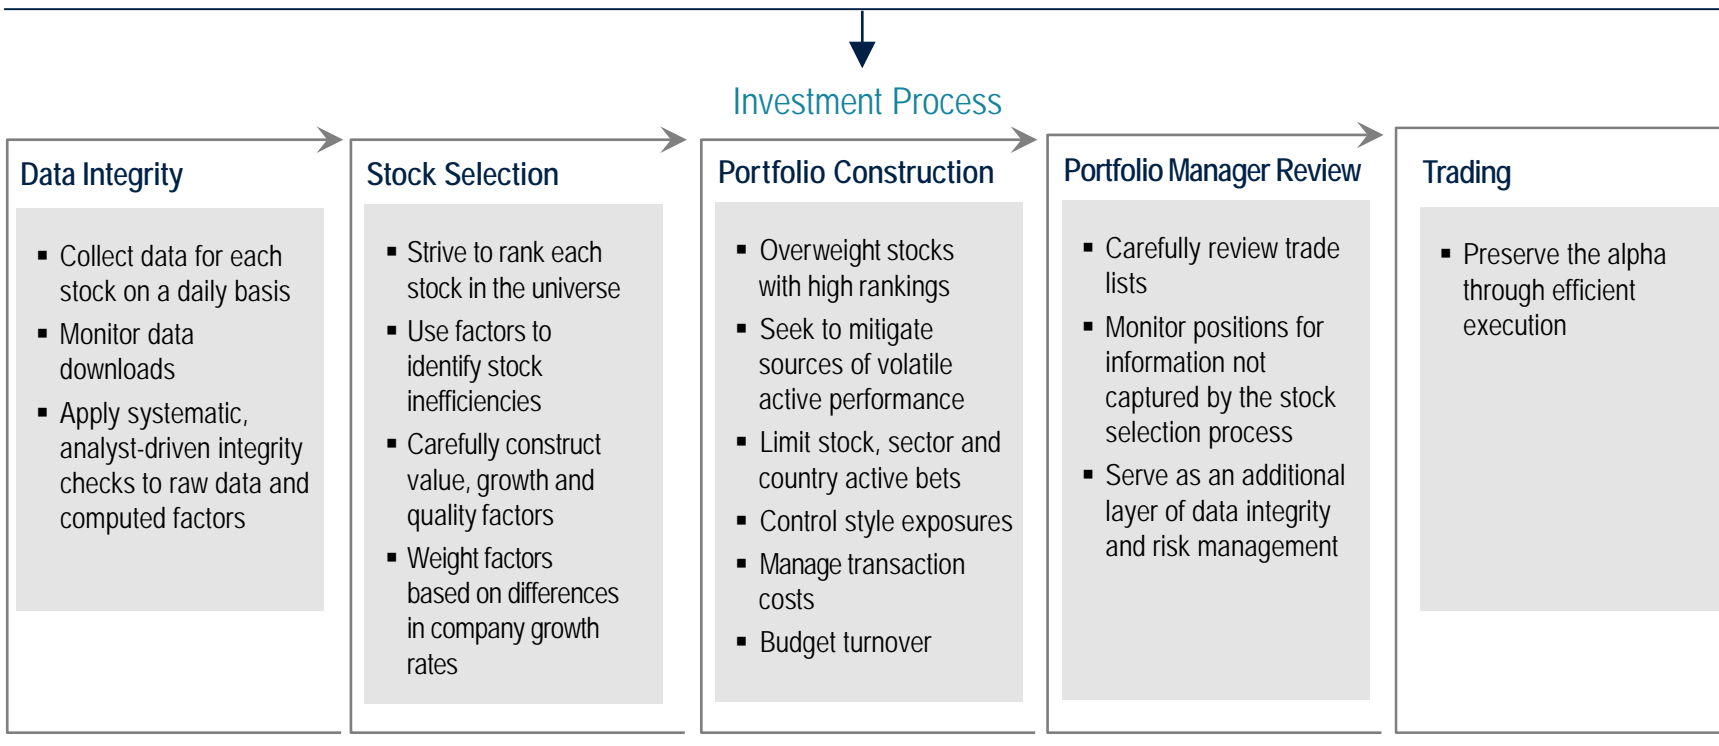 Investment Process
Data Integrity
▪ Collect data for each
stock on a daily basis
▪ Monitor data
downloads
▪ Apply systematic,
analyst-driven integrity
checks to raw data and
computed factors
Stock Selection
▪ Strive to rank each
stock in the universe
▪ Use factors to
identify stock
inefficiencies
▪ Carefully construct
value, growth and
quality factors
▪ Weight factors
based on differences
in company growth
rates
Portfolio Construction
▪ Overweight stocks
with high rankings
▪ Seek to mitigate
sources of volatile
active performance
▪ Limit stock, sector and
country active bets
▪ Control style exposures
▪ Manage transaction
costs
▪ Budget turnover
Portfolio Manager Review
▪ Carefully review trade
lists
▪ Monitor positions for
information not
captured by the stock
selection process
▪ Serve as an additional
layer of data integrity
and risk management
Trading
▪ Preserve the alpha
through efficient
execution